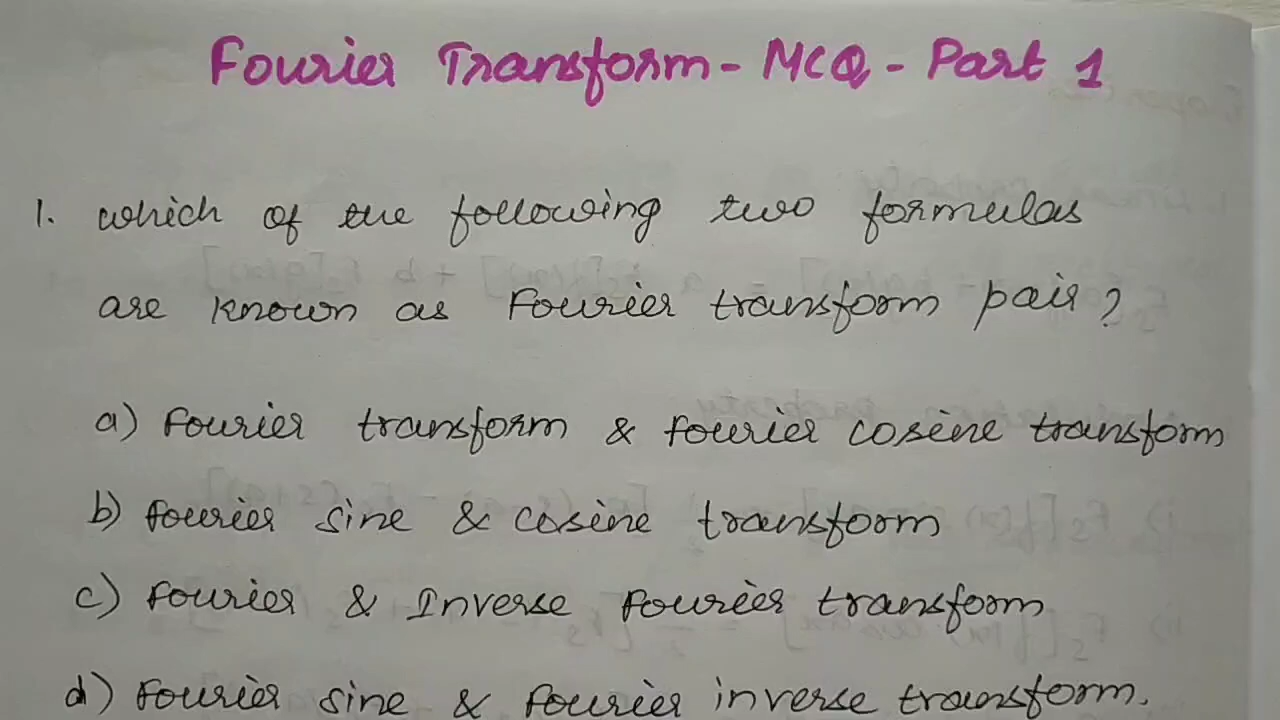 Fourier Transform - MCQ - Part 1
1. which of the following two formulas
are known as Fourier transform pair?
a) Fourier transform & fourier cosine transform
b) fourier sine & cosine transform
c) fourier & Inverse fourier transform
d) fourier sine & fourier inverse transform.